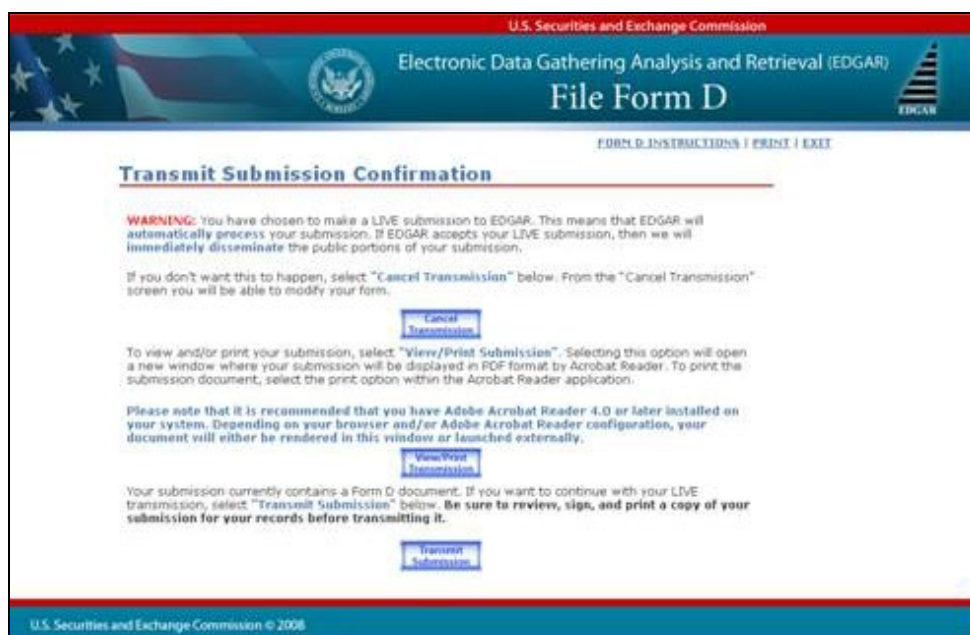 U.S. Securities and Exchange Commission
Electronic Data Gathering Analysis and Retrieval (EDGAR)
File Form D
EDGAR
FORM D INSTRUCTIONS | PRINT | EXIT
Transmit Submission Confirmation
WARNING: You have chosen to make a LIVE submission to EDGAR. This means that EDGAR will
automatically process your submission. If EDGAR accepts your LIVE submission, then we will
immediately disseminate the public portions of your submission.
If you don't want this to happen, select "Cancel Transmission" below. From the "Cancel Transmission"
screen you will be able to modify your form.
Cancel
Transmission
To view and/or print your submission, select "View/Print Submission". Selecting this option will open
a new window where your submission will be displayed in PDF format by Acrobat Reader. To print the
submission document, select the print option within the Acrobat Reader application.
Please note that it is recommended that you have Adobe Acrobat Reader 4.0 or later installed on
your system. Depending on your browser and/or Adobe Acrobat Reader configuration, your
document will either be rendered in this window or launched externally.
View/Print
Transmission
Your submission currently contains a Form D document. If you want to continue with your LIVE
transmission, select "Transmit Submission" below. Be sure to review, sign, and print a copy of your
submission for your records before transmitting it.
Transmit
Submission
U.S. Securities and Exchange Commission © 2008